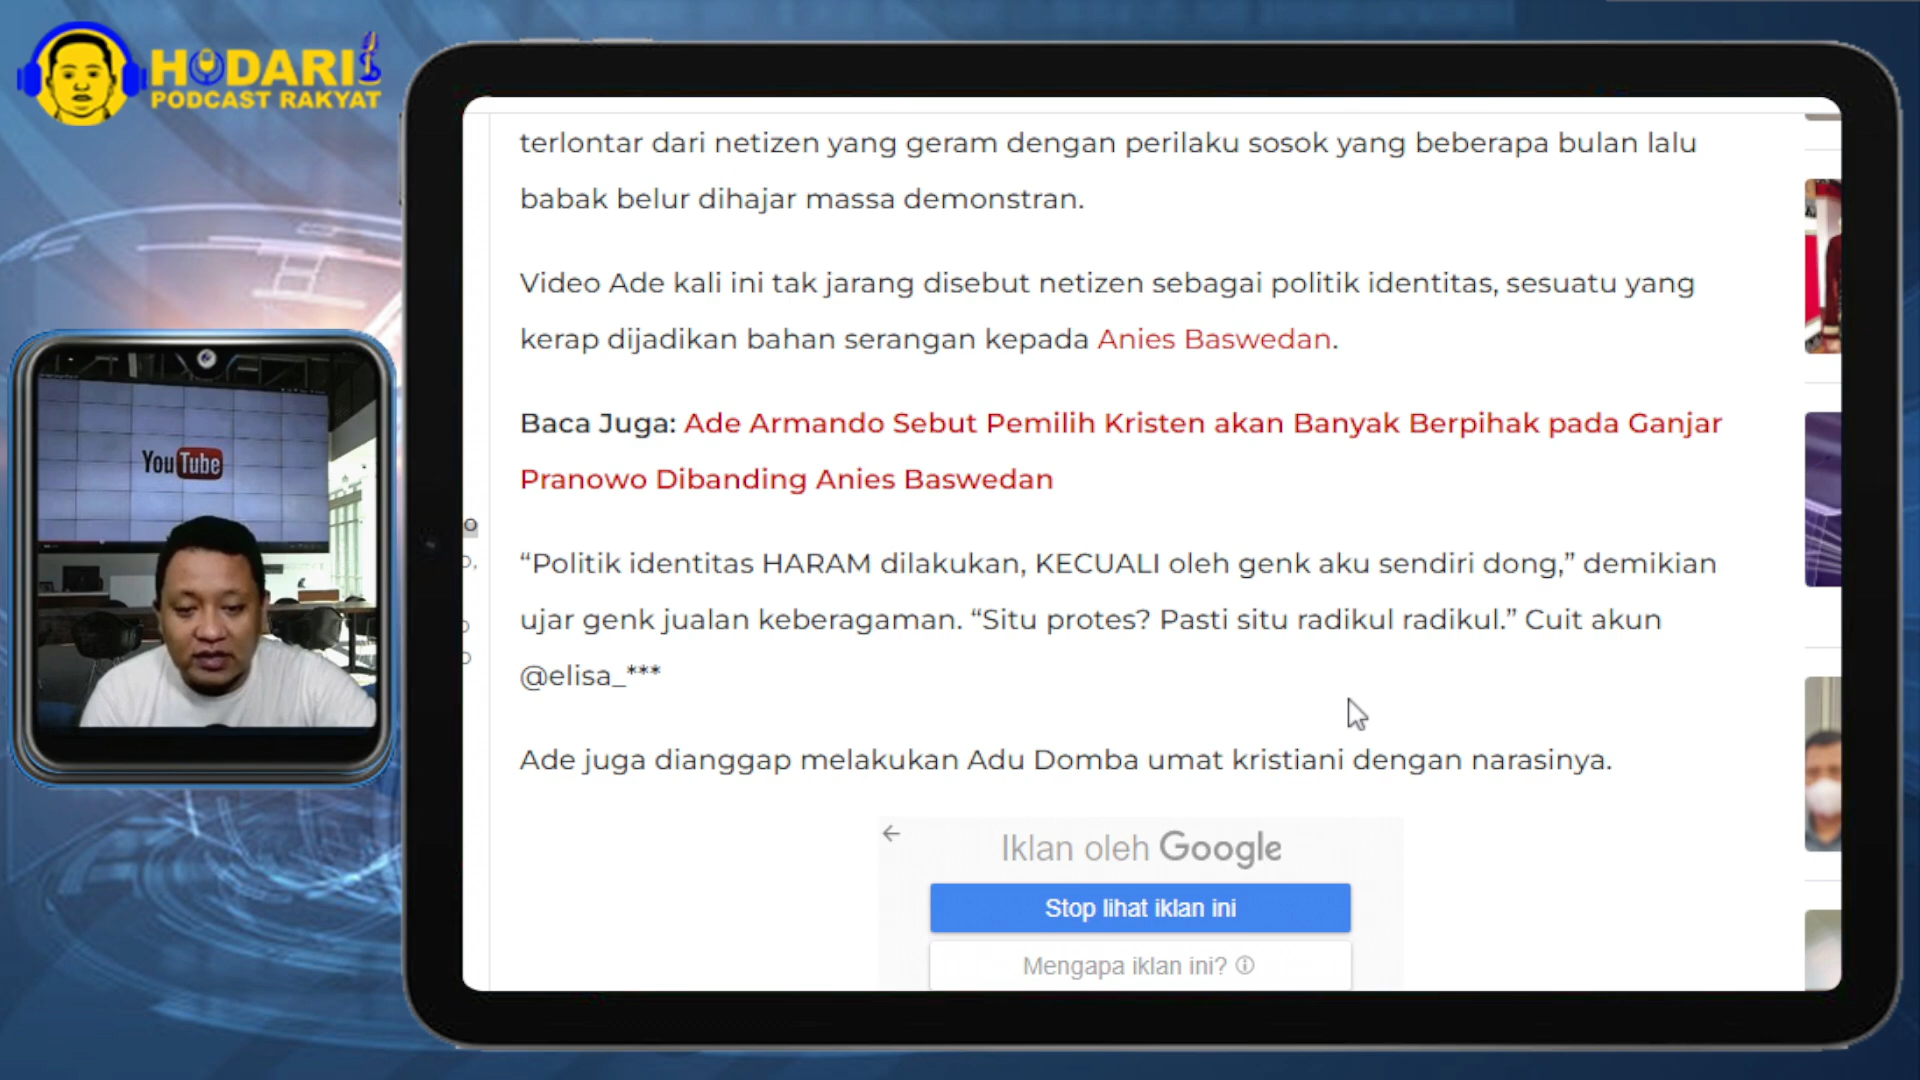 HODARI
PODCAST RAKYAT
YouTube
terlontar dari netizen yang geram dengan perilaku sosok yang beberapa bulan lalu
babak belur dihajar massa demonstran.
Video Ade kali ini tak jarang disebut netizen sebagai politik identitas, sesuatu yang
kerap dijadikan bahan serangan kepada Anies Baswedan.
Baca Juga: Ade Armando Sebut Pemilih Kristen akan Banyak Berpihak pada Ganjar
Pranowo Dibanding Anies Baswedan
“Politik identitas HARAM dilakukan, KECUALI oleh genk aku sendiri dong,” demikian
ujar genk jualan keberagaman. “Situ protes? Pasti situ radikul radikul.” Cuit akun
@elisa_***
Ade juga dianggap melakukan Adu Domba umat kristiani dengan narasinya.
Iklan oleh Google
Stop lihat iklan ini
Mengapa iklan ini?